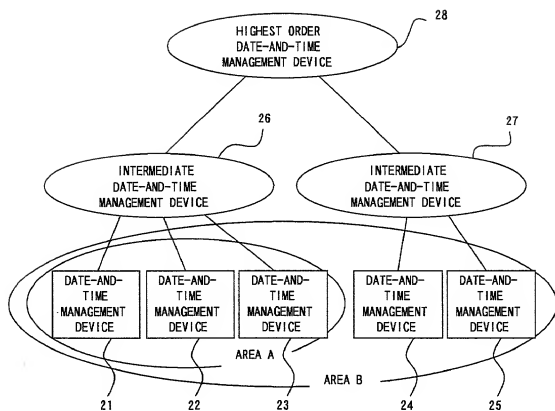 28
HIGHEST ORDER
DATE-AND-TIME
MANAGEMENT DEVICE
26
27
INTERMEDIATE
DATE-AND-TIME
MANAGEMENT DEVICE
INTERMEDIATE
DATE-AND-TIME
MANAGEMENT DEVICE
DATE-AND-
TIME
MANAGEMENT
DEVICE
DATE-AND-
TIME
MANAGEMENT
DEVICE
DATE-AND-
TIME
MANAGEMENT
DEVICE
DATE-AND-
TIME
MANAGEMENT
DEVICE
DATE-AND-
TIME
MANAGEMENT
DEVICE
AREA A
AREA B
21
22
23
24
25